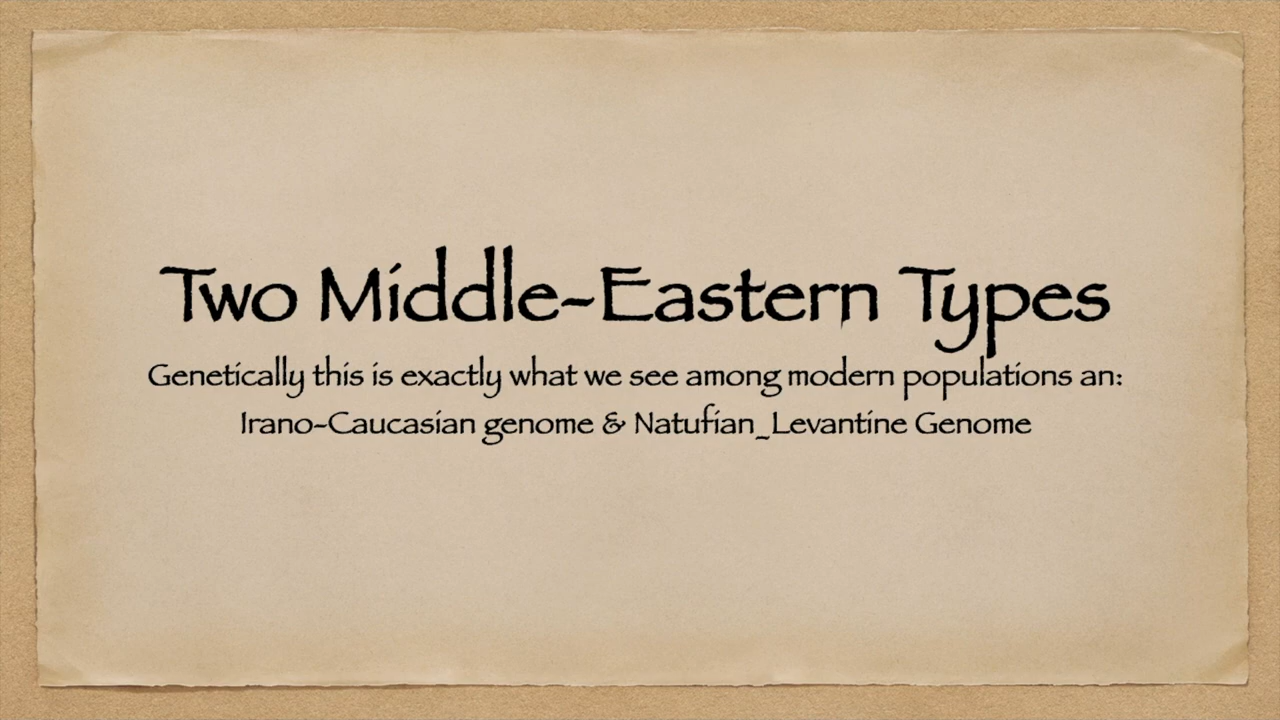 Two Middle-Eastern Types
Genetically this is exactly what we see among modern populations an:
Irano-Caucasian genome & Natufian_Levantine Genome